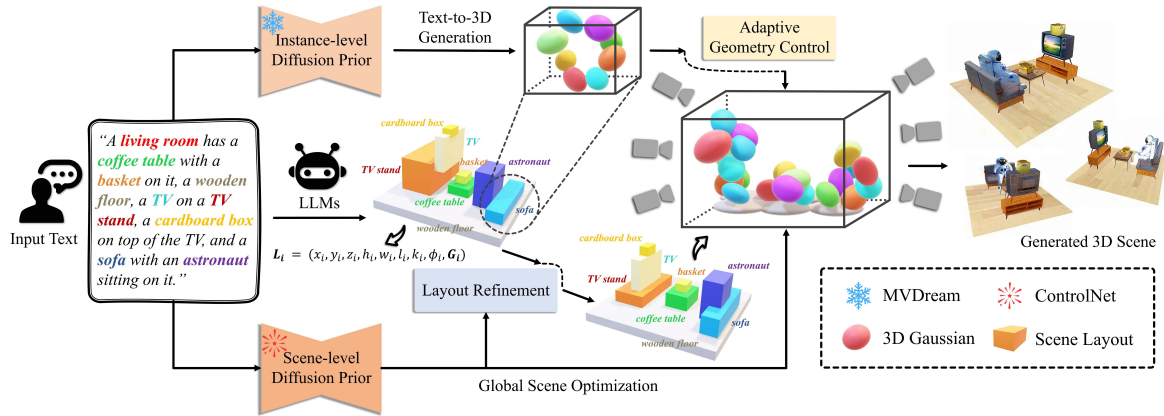 Instance-level
Diffusion Prior
Text-to-3D
Generation
Adaptive
Geometry Control
“A living room has a
coffee table with a
basket on it, a wooden
floor, a TV on a TV
stand, a cardboard box
on top of the TV, and a
sofa with an astronaut
sitting on it.”
Input Text
LLMs
cardboard box
TV
basket
astronaut
TV stand
coffee table
sofa
wooden floor
L_i = (x_i, y_i, z_i, h_i, w_i, l_i, k_i, ϕ_i, G_i)
Layout Refinement
cardboard box
TV
astronaut
TV stand
basket
coffee table
sofa
wooden floor
Scene-level
Diffusion Prior
Global Scene Optimization
Generated 3D Scene
MVDream
ControlNet
3D Gaussian
Scene Layout